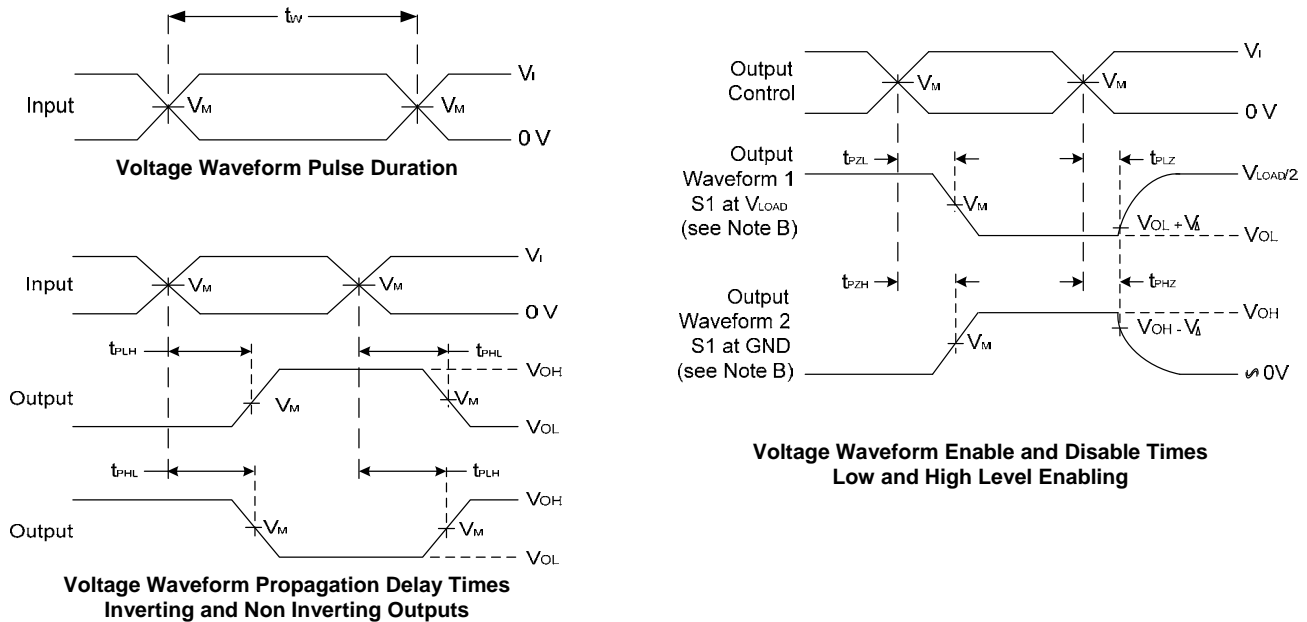 tW
VI
Input
VM
VM
0 V
Voltage Waveform Pulse Duration
VI
Input
VM
VM
0 V
tPLH
tPHL
VOH
Output
VM
VM
VOL
tPHL
tPLH
VOH
Output
VM
VM
VOL
Voltage Waveform Propagation Delay Times
Inverting and Non Inverting Outputs
VI
Output
Control
VM
VM
0 V
Output
Waveform 1
S1 at VLOAD
(see Note B)
tPZL
tPLZ
VLOAD/2
VM
VOL + VΔ
VOL
tPZH
tPHZ
Output
Waveform 2
S1 at GND
(see Note B)
VOH
VOH - VΔ
VM
0V
Voltage Waveform Enable and Disable Times
Low and High Level Enabling